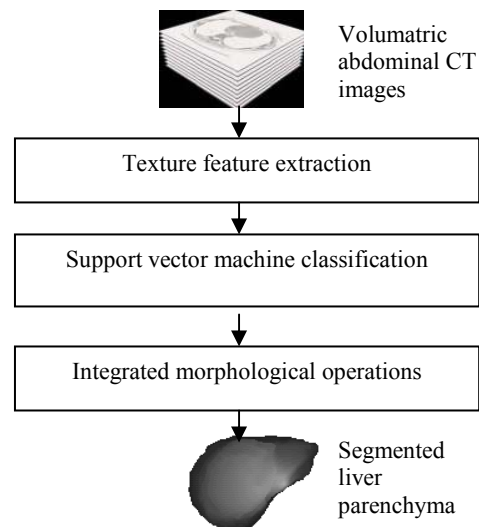 Volumatric
abdominal CT
images
Texture feature extraction
Support vector machine classification
Integrated morphological operations
Segmented
liver
parenchyma